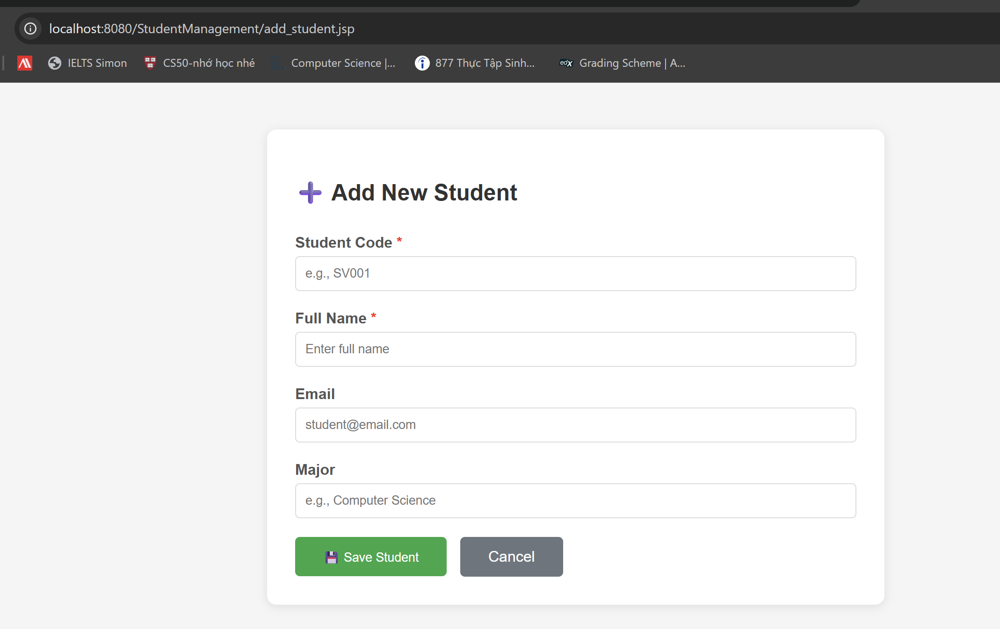 localhost:8080/StudentManagement/add_student.jsp
IELTS Simon CS50-nhớ học nhé Computer Science |... 877 Thực Tập Sinh... edX Grading Scheme | A...
Add New Student
Student Code *
e.g., SV001
Full Name *
Enter full name
Email
student@email.com
Major
e.g., Computer Science
Save Student Cancel